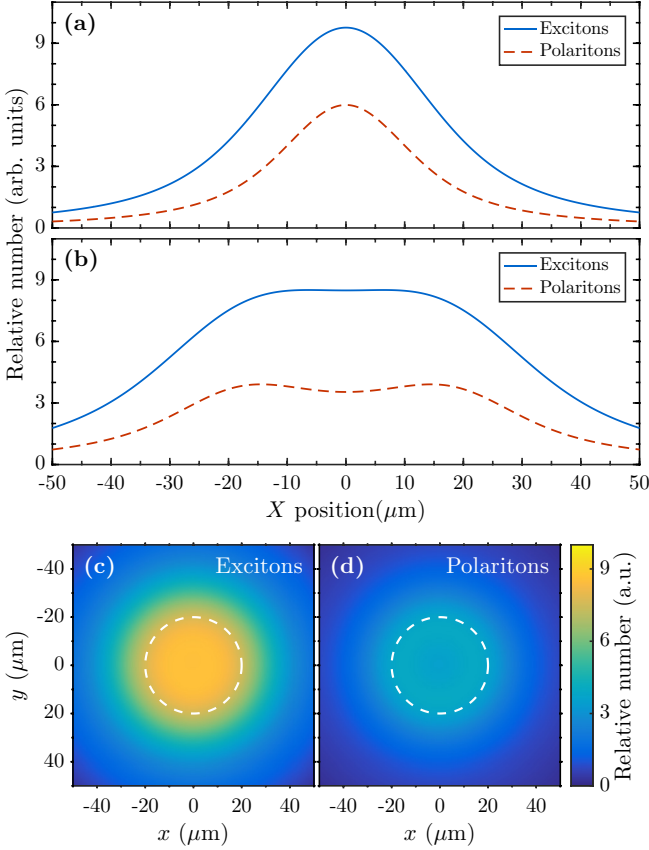 (a)
Excitons
Polaritons
9
6
3
0
(b)
Excitons
Polaritons
9
6
3
0
Relative number (arb. units)
-50 -40 -30 -20 -10 0 10 20 30 40 50
X position(μm)
(c) Excitons
(d) Polaritons
-40
-20
0
20
40
y (μm)
-40 -20 0 20 40
x (μm)
-40 -20 0 20 40
x (μm)
9
6
3
0
Relative number (a.u.)